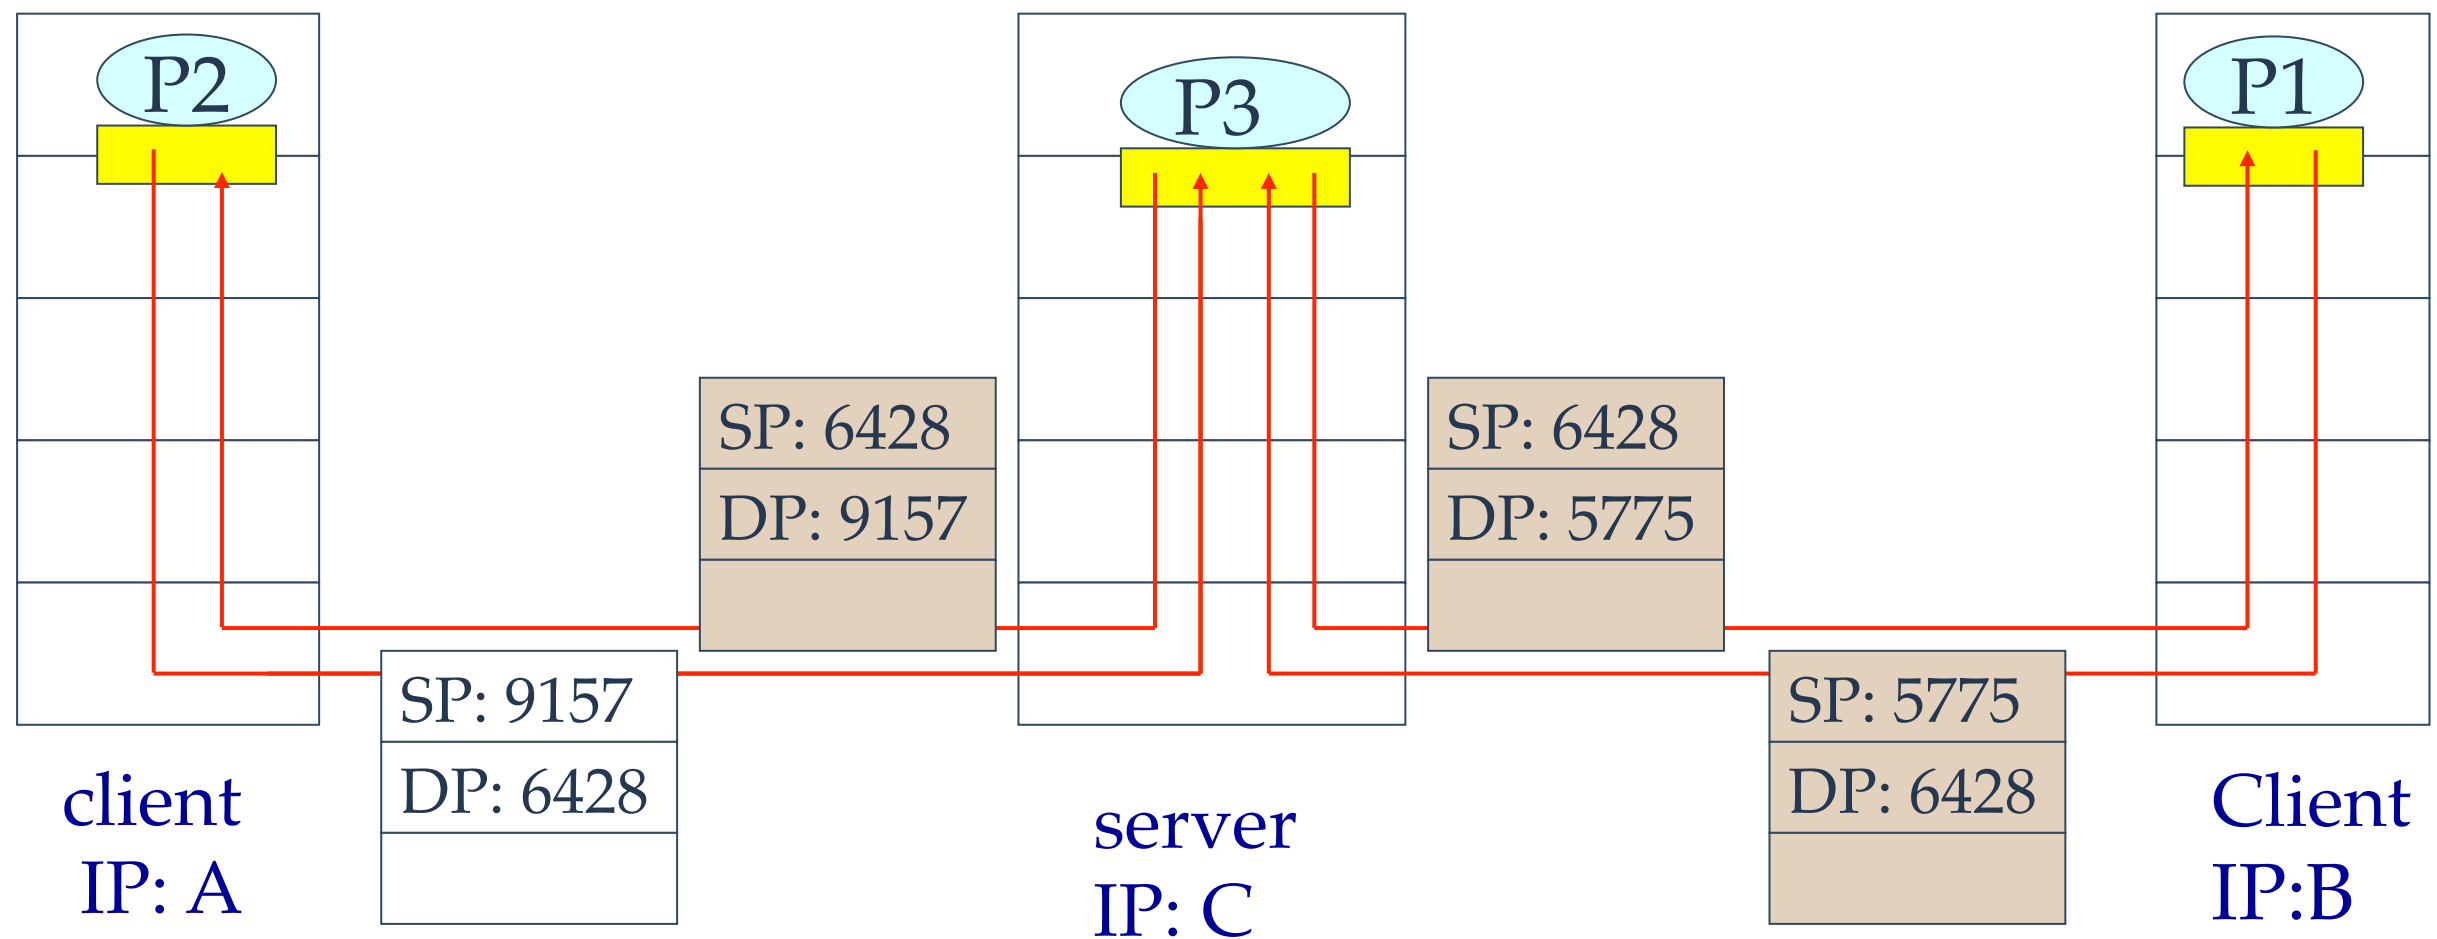 P2
P3
P1
SP: 6428
DP: 9157
SP: 6428
DP: 5775
SP: 9157
DP: 6428
SP: 5775
DP: 6428
client
IP: A
server
IP: C
Client
IP:B